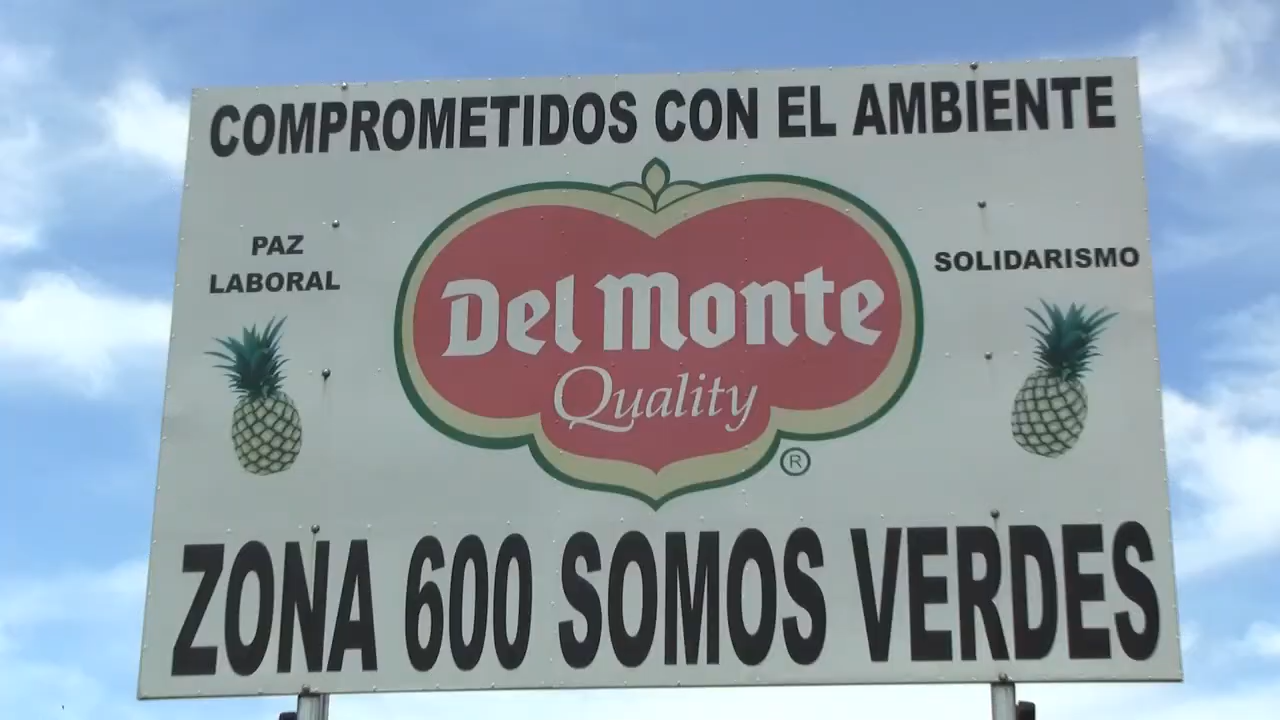 COMPROMETIDOS CON EL AMBIENTE
PAZ
LABORAL
SOLIDARISMO
Del Monte
Quality
®
ZONA 600 SOMOS VERDES